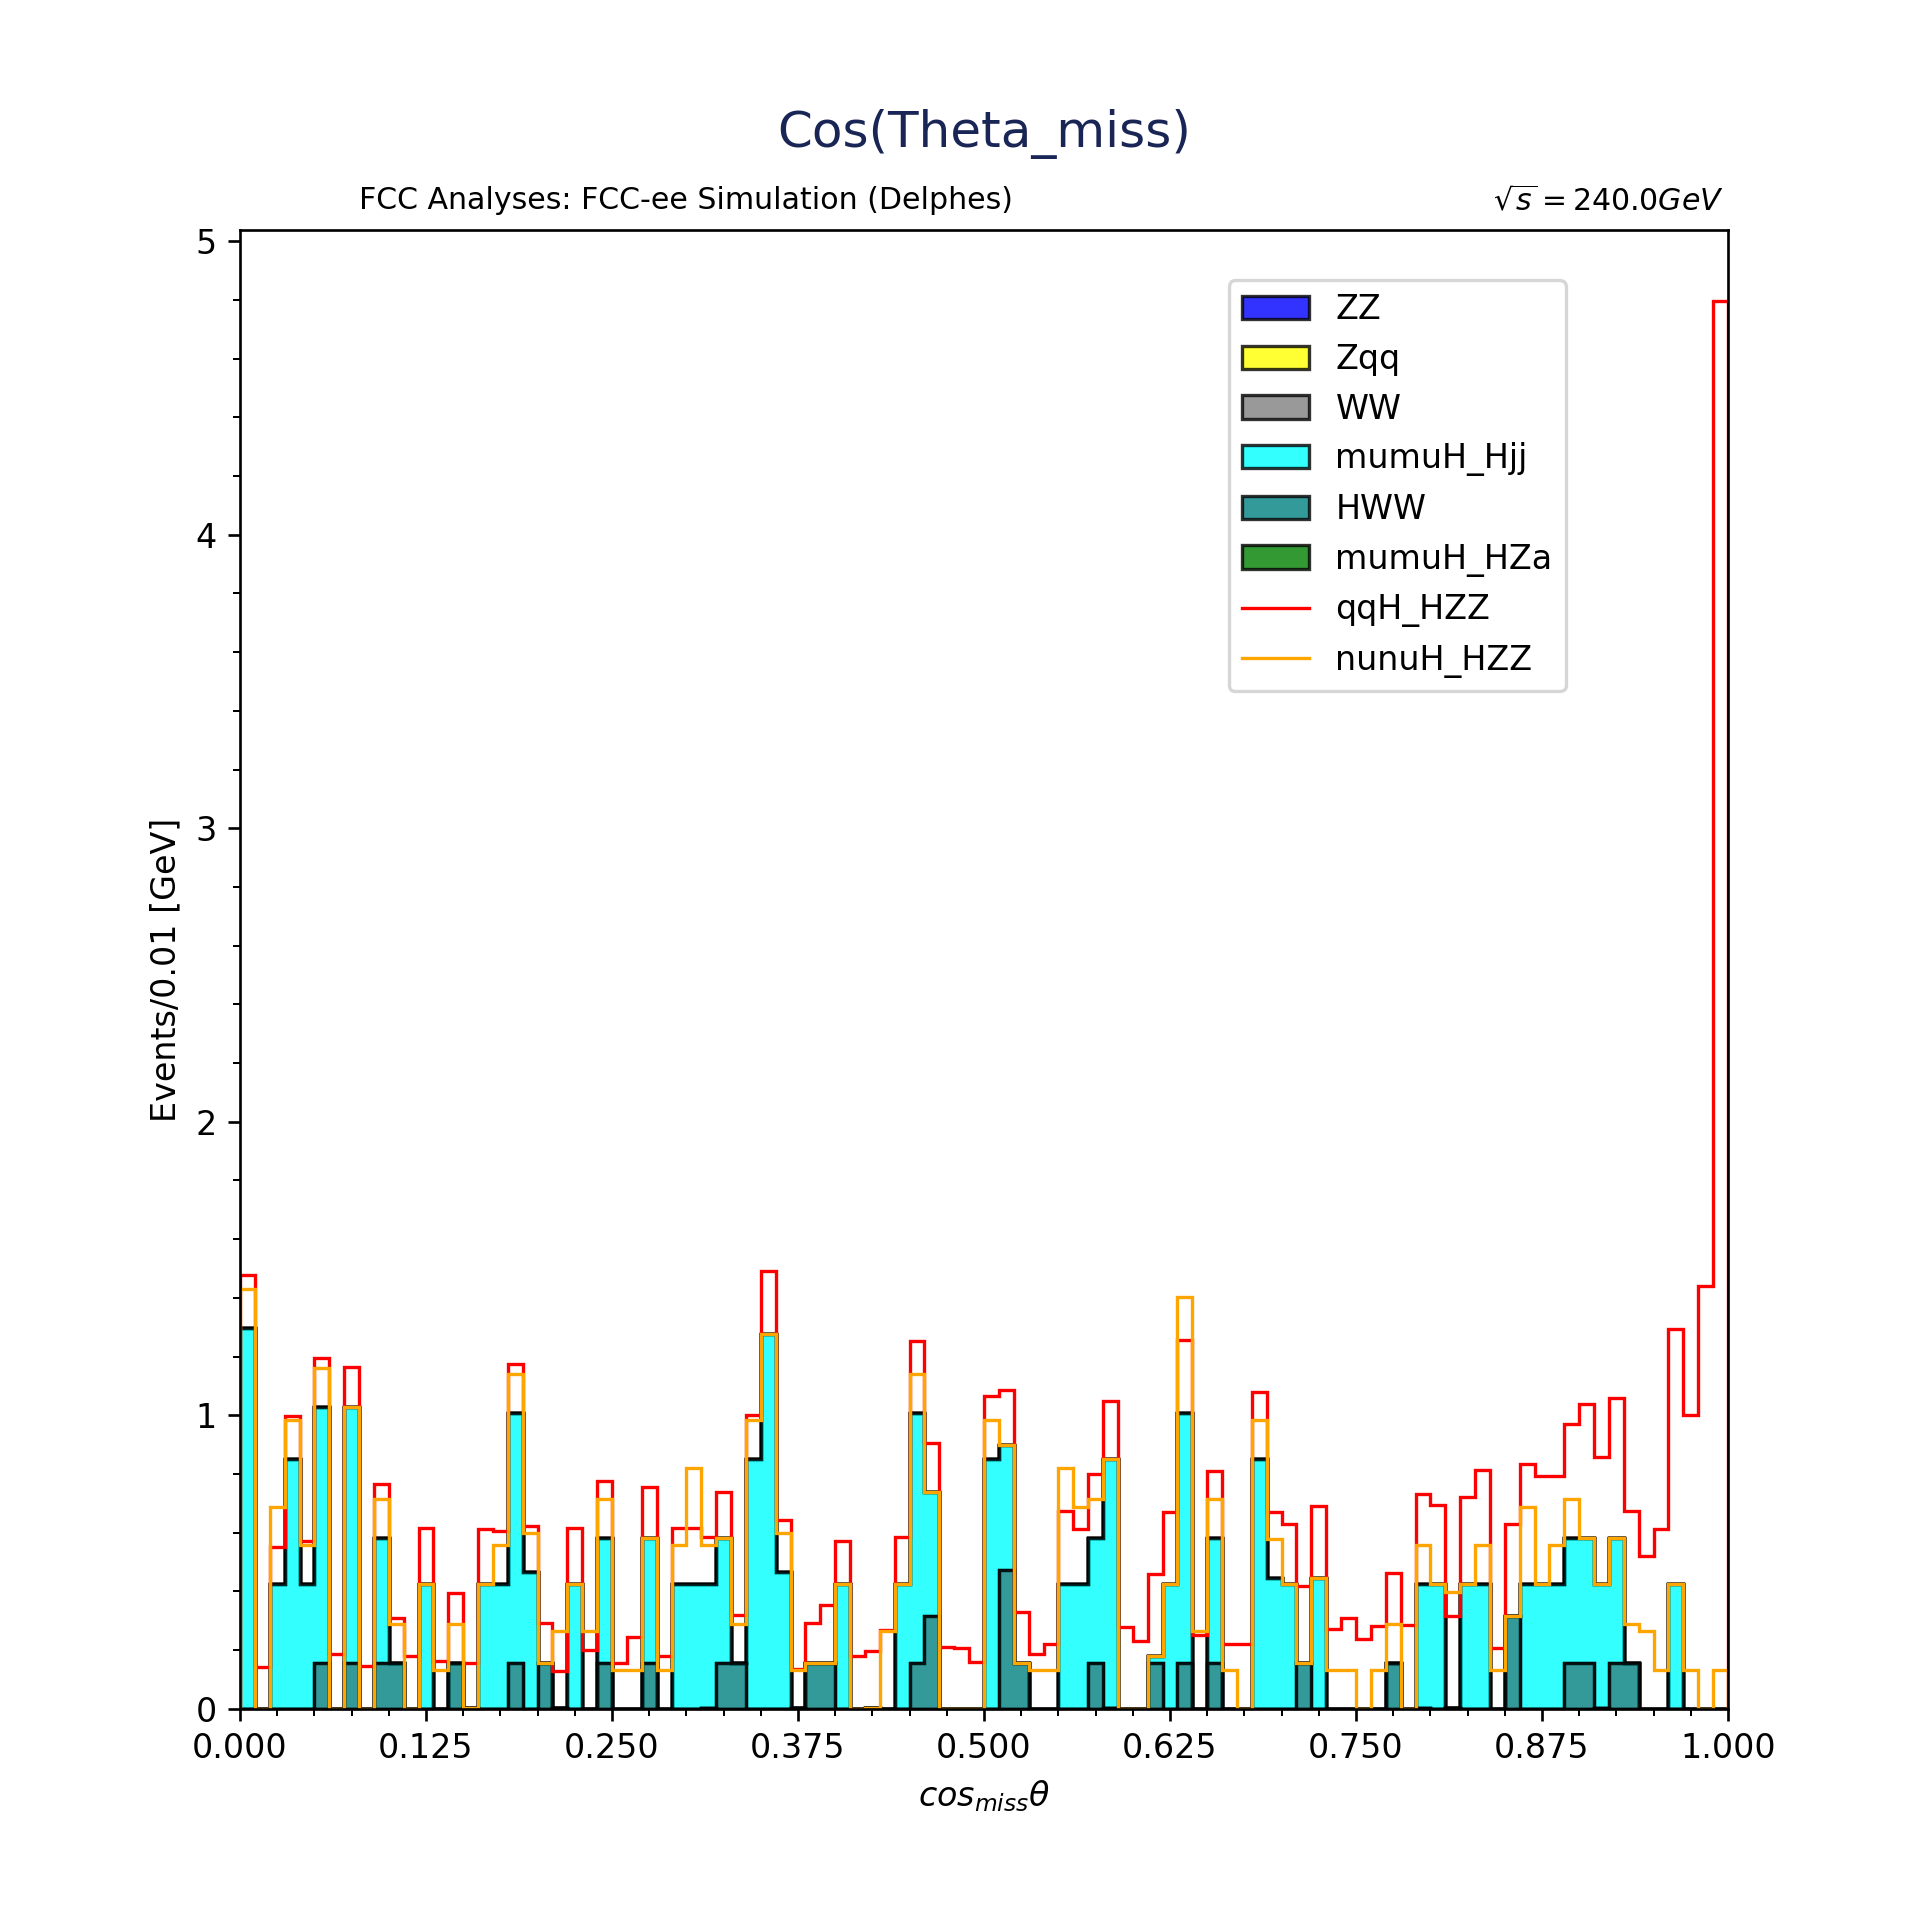 Cos(Theta_miss)
FCC Analyses: FCC-ee Simulation (Delphes)
√s = 240.0GeV
5
4
3
2
1
0
Events/0.01 [GeV]
ZZ
Zqq
WW
mumuH_Hjj
HWW
mumuH_HZa
qqH_HZZ
nunuH_HZZ
0.000 0.125 0.250 0.375 0.500 0.625 0.750 0.875 1.000
cos_miss θ